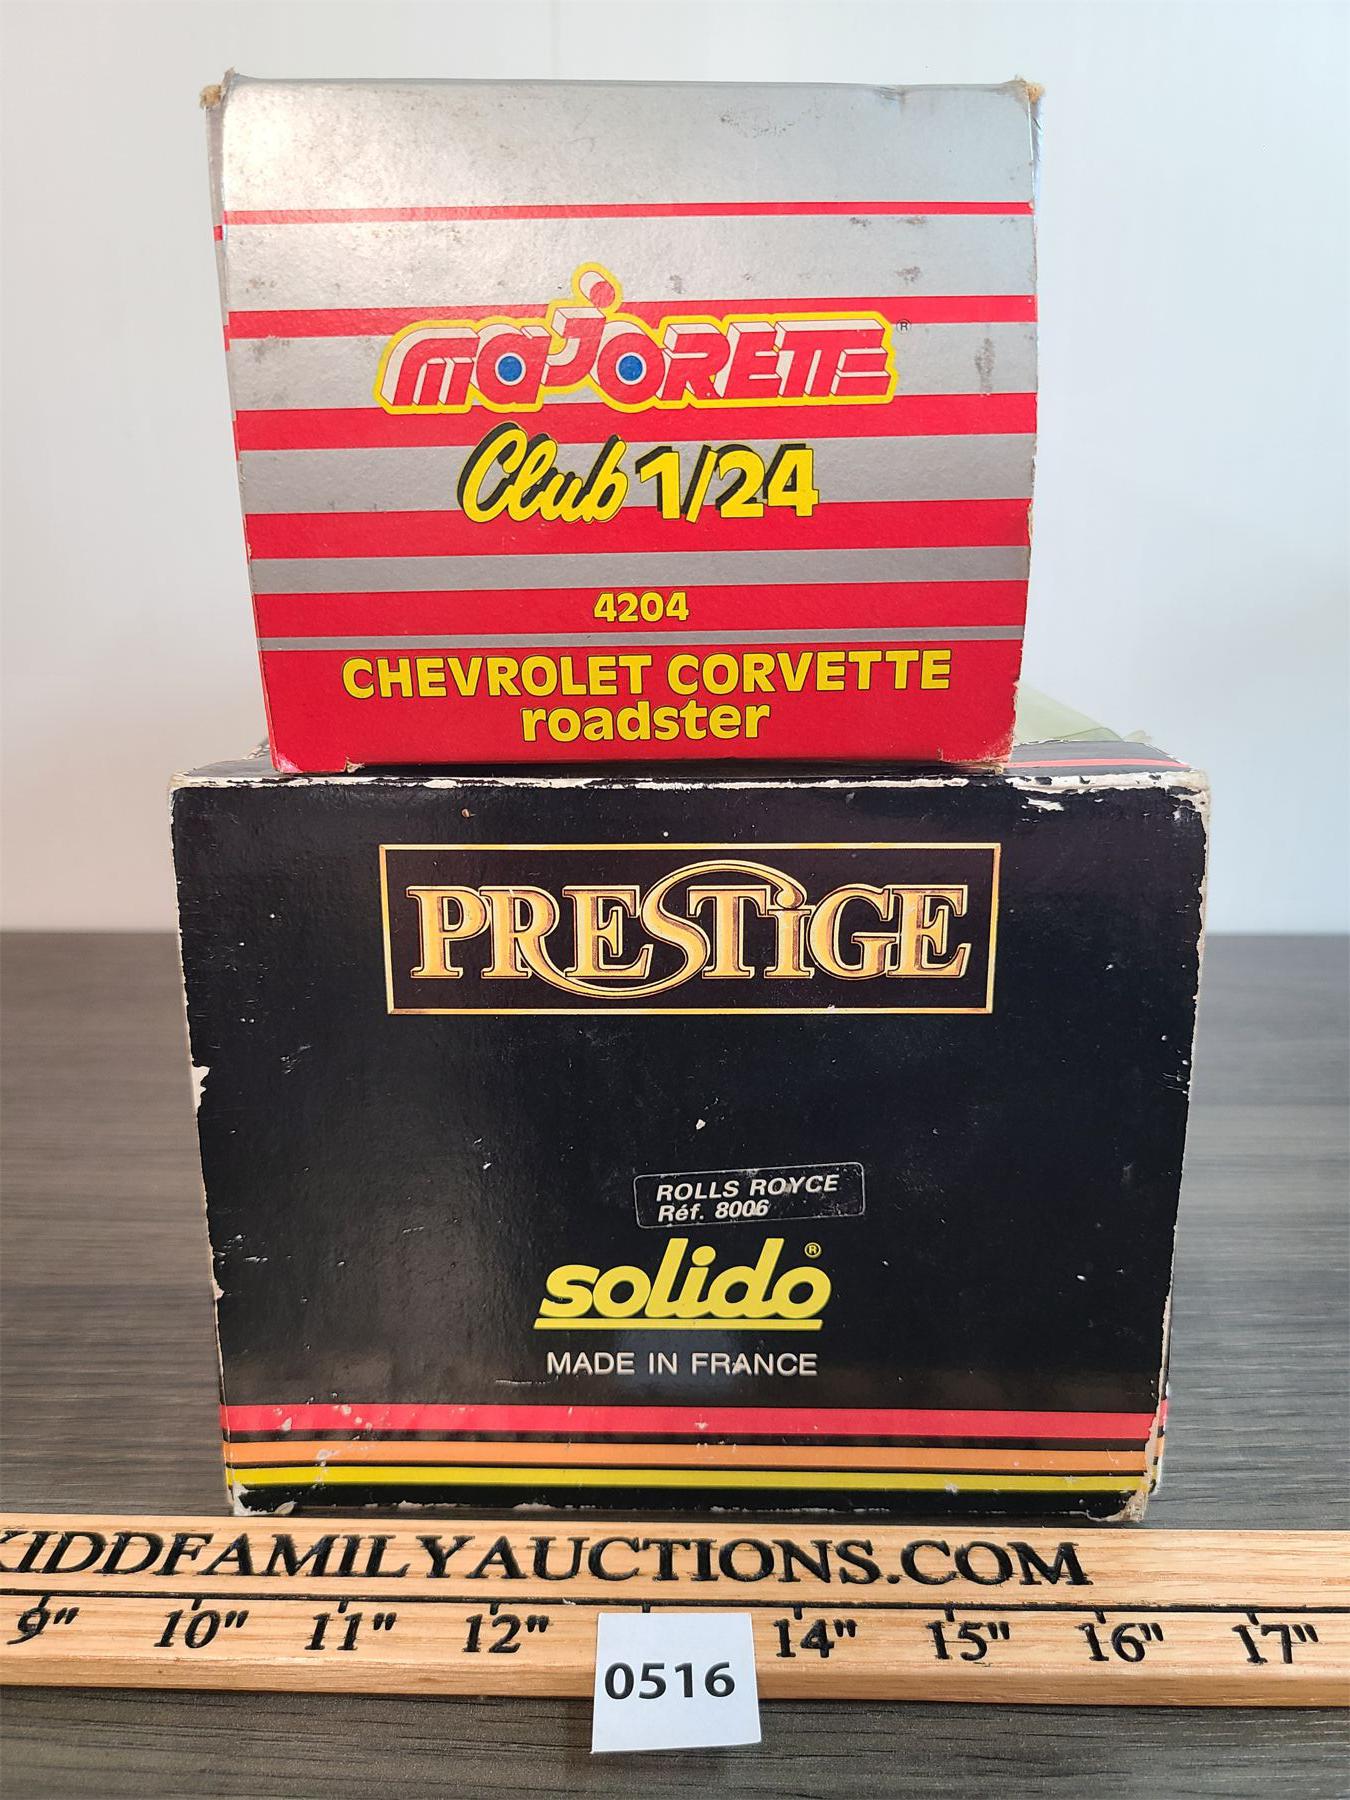 majorette ®
Club 1/24
4204
CHEVROLET CORVETTE
roadster
PRESTiGE
ROLLS ROYCE
Réf. 8006
solido ®
MADE IN FRANCE
KIDDFAMILYAUCTIONS.COM
9" 10" 11" 12" 14" 15" 16" 17"
0516